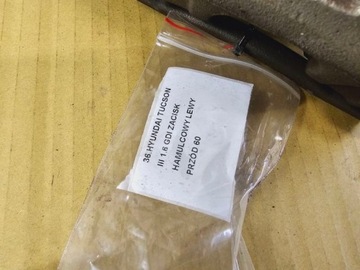 36.HYUNDAI TUCSON
III 1.6 GDI ZACISK
HAMULCOWY LEWY
PRZÓD 60